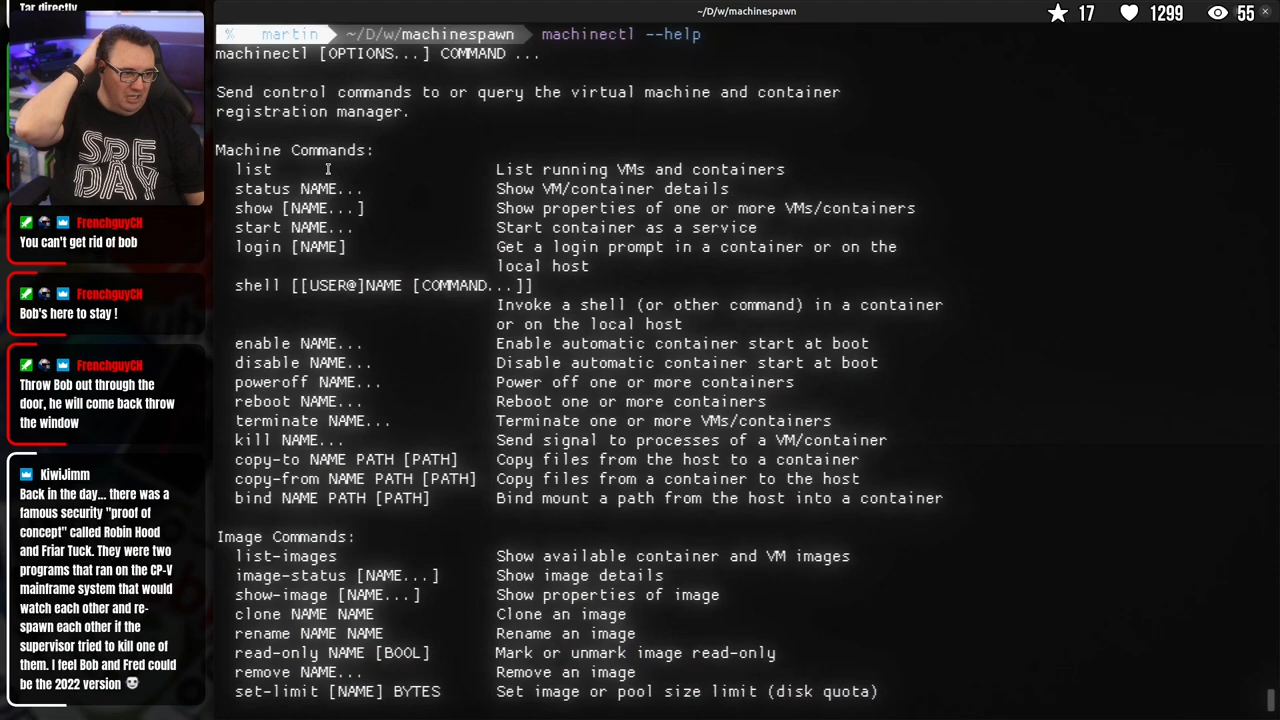 Tar directly
FrenchguyCH
You can't get rid of bob
FrenchguyCH
Bob's here to stay !
FrenchguyCH
Throw Bob out through the
door, he will come back throw
the window
KiwiJimm
Back in the day... there was a
famous security "proof of
concept" called Robin Hood
and Friar Tuck. They were two
programs that ran on the CP-V
mainframe system that would
watch each other and re-
spawn each other if the
supervisor tried to kill one of
them. I feel Bob and Fred could
be the 2022 version
SRE
DAY
~/D/w/machinespawn
17 1299 55
% martin ~/D/w/machinespawn machinectl --help
machinectl [OPTIONS...] COMMAND ...
Send control commands to or query the virtual machine and container
registration manager.
Machine Commands:
list List running VMs and containers
status NAME... Show VM/container details
show [NAME...] Show properties of one or more VMs/containers
start NAME... Start container as a service
login [NAME] Get a login prompt in a container or on the
local host
shell [[USER@]NAME [COMMAND...]]
Invoke a shell (or other command) in a container
or on the local host
enable NAME... Enable automatic container start at boot
disable NAME... Disable automatic container start at boot
poweroff NAME... Power off one or more containers
reboot NAME... Reboot one or more containers
terminate NAME... Terminate one or more VMs/containers
kill NAME... Send signal to processes of a VM/container
copy-to NAME PATH [PATH] Copy files from the host to a container
copy-from NAME PATH [PATH] Copy files from a container to the host
bind NAME PATH [PATH] Bind mount a path from the host into a container
Image Commands:
list-images Show available container and VM images
image-status [NAME...] Show image details
show-image [NAME...] Show properties of image
clone NAME NAME Clone an image
rename NAME NAME Rename an image
read-only NAME [BOOL] Mark or unmark image read-only
remove NAME... Remove an image
set-limit [NAME] BYTES Set image or pool size limit (disk quota)